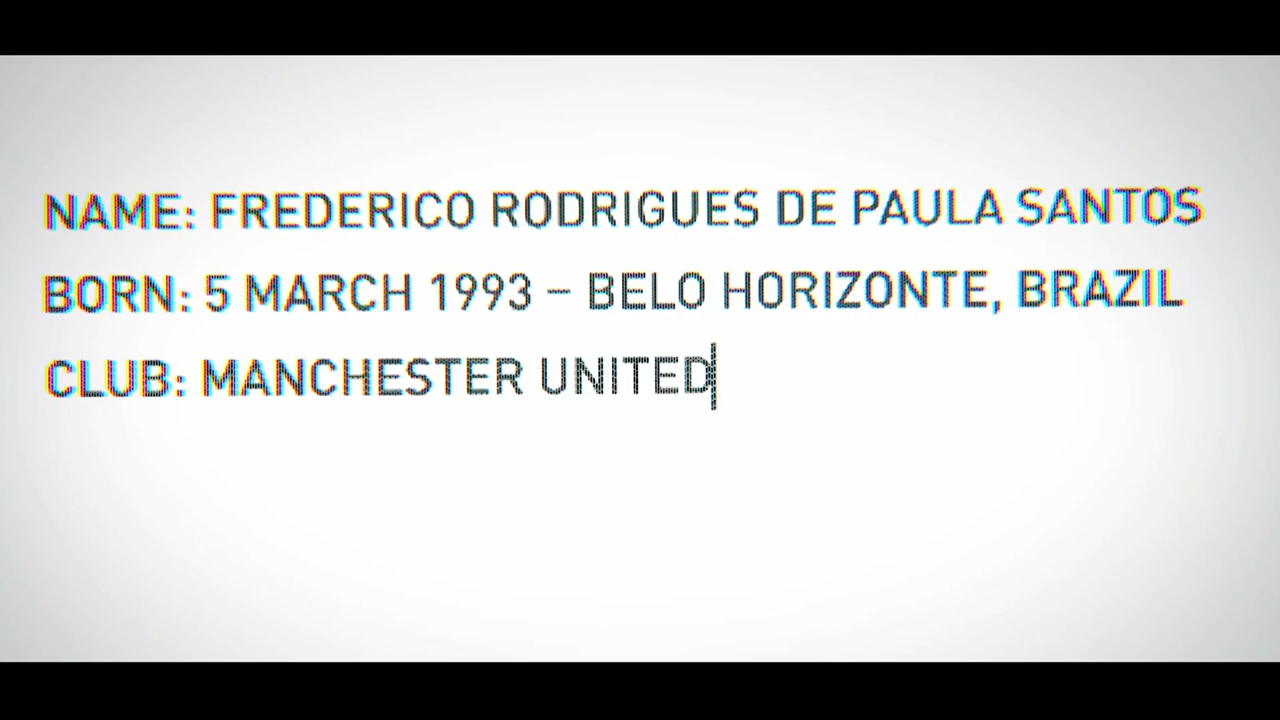 NAME: FREDERICO RODRIGUES DE PAULA SANTOS
BORN: 5 MARCH 1993 – BELO HORIZONTE, BRAZIL
CLUB: MANCHESTER UNITED